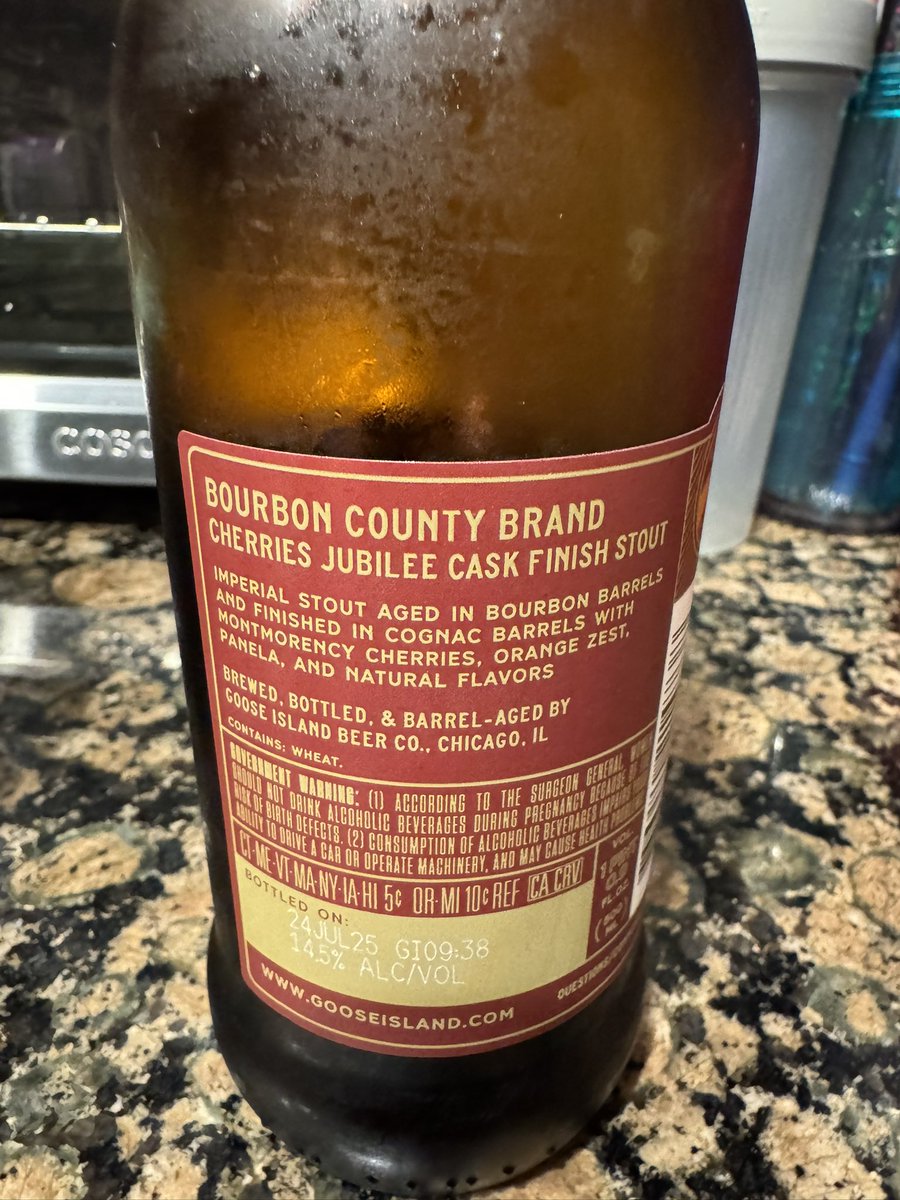 BOURBON COUNTY BRAND
CHERRIES JUBILEE CASK FINISH STOUT
IMPERIAL STOUT AGED IN BOURBON BARRELS
AND FINISHED IN COGNAC BARRELS WITH
MONTMORENCY CHERRIES, ORANGE ZEST,
PANELA, AND NATURAL FLAVORS
BREWED, BOTTLED, & BARREL-AGED BY
GOOSE ISLAND BEER CO., CHICAGO, IL
CONTAINS: WHEAT.
GOVERNMENT WARNING: (1) ACCORDING TO THE SURGEON GENERAL,
SHOULD NOT DRINK ALCOHOLIC BEVERAGES DURING PREGNANCY BECAUSE OF
RISK OF BIRTH DEFECTS. (2) CONSUMPTION OF ALCOHOLIC BEVERAGES
ABILITY TO DRIVE A CAR OR OPERATE MACHINERY, AND MAY CAUSE HEALTH
CT·ME·VT·MA·NY·IA·HI 5¢ OR·MI 10¢ REF CA CRV
VOL.
1
FL.OZ.
BOTTLED ON:
24JUL25 GI09:38
14.5% ALC/VOL
WWW.GOOSEISLAND.COM